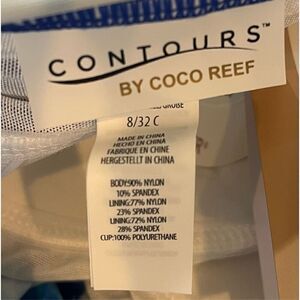 CONTOURS™
BY COCO REEF
8/32 C
MADE IN CHINA
HECHO EN CHINA
FABRIQUE EN CHINE
HERGESTELLT IN CHINA
BODY:90% NYLON
10% SPANDEX
LINING:77% NYLON
23% SPANDEX
LINING:72% NYLON
28% SPANDEX
CLIP:100% POLYURETHANE